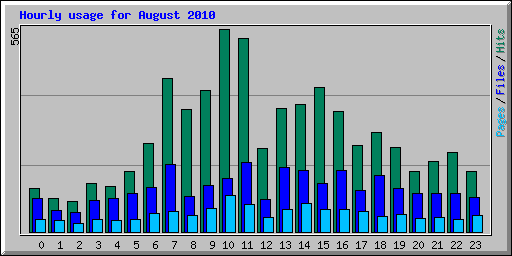 Hourly usage for August 2010
565
Pages/Files/Hits
0 1 2 3 4 5 6 7 8 9 10 11 12 13 14 15 16 17 18 19 20 21 22 23